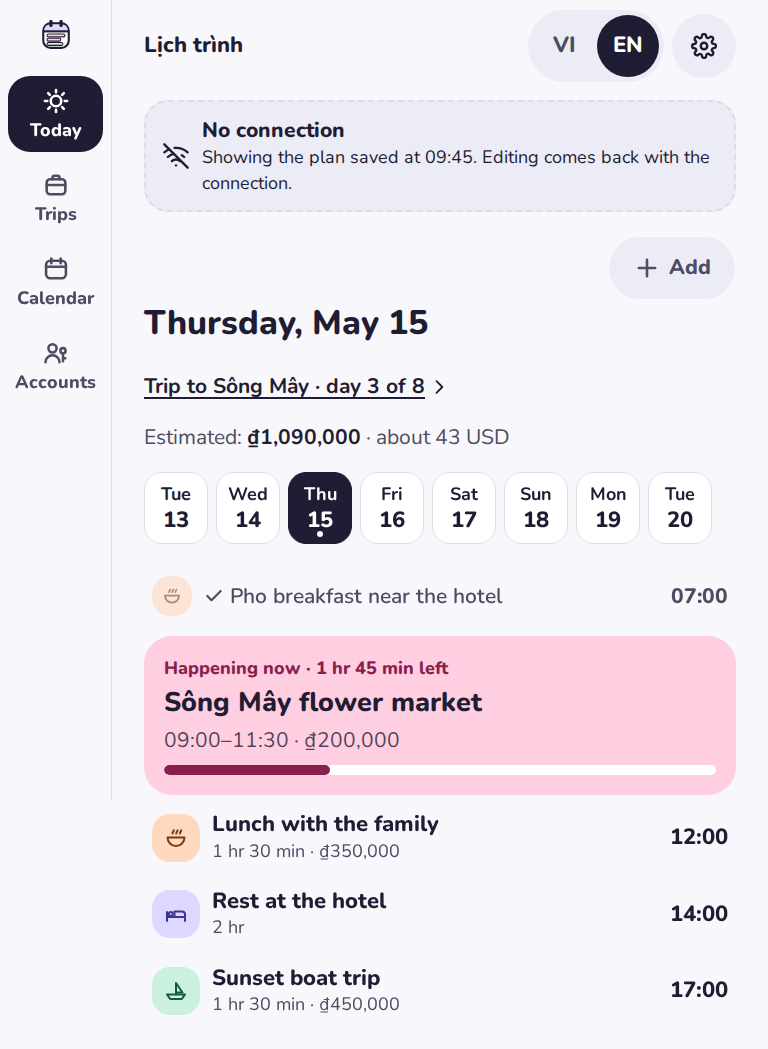 Lịch trình
VI
EN
Today
Trips
Calendar
Accounts
No connection
Showing the plan saved at 09:45. Editing comes back with the
connection.
Add
Thursday, May 15
Trip to Sông Mây · day 3 of 8
Estimated: ₫1,090,000 · about 43 USD
Tue
13
Wed
14
Thu
15
Fri
16
Sat
17
Sun
18
Mon
19
Tue
20
Pho breakfast near the hotel
07:00
Happening now · 1 hr 45 min left
Sông Mây flower market
09:00–11:30 · ₫200,000
Lunch with the family
1 hr 30 min · ₫350,000
12:00
Rest at the hotel
2 hr
14:00
Sunset boat trip
1 hr 30 min · ₫450,000
17:00